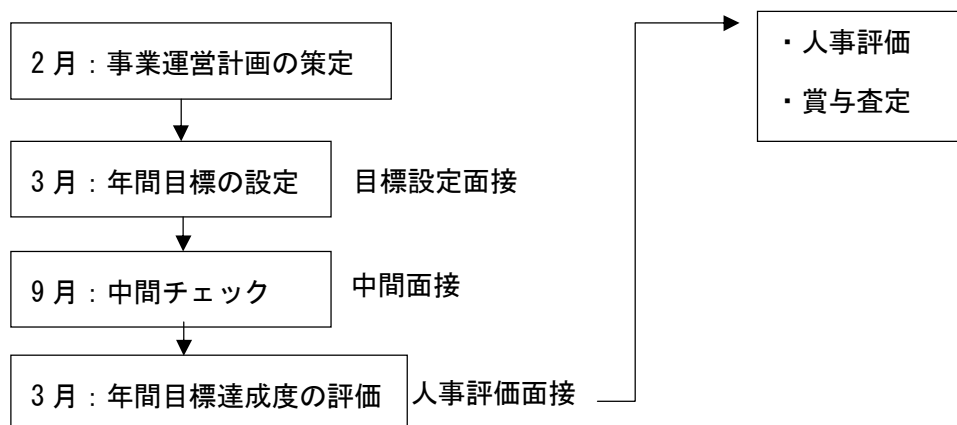 2月：事業運営計画の策定
・人事評価
・賞与査定
3月：年間目標の設定
目標設定面接
9月：中間チェック
中間面接
3月：年間目標達成度の評価
人事評価面接